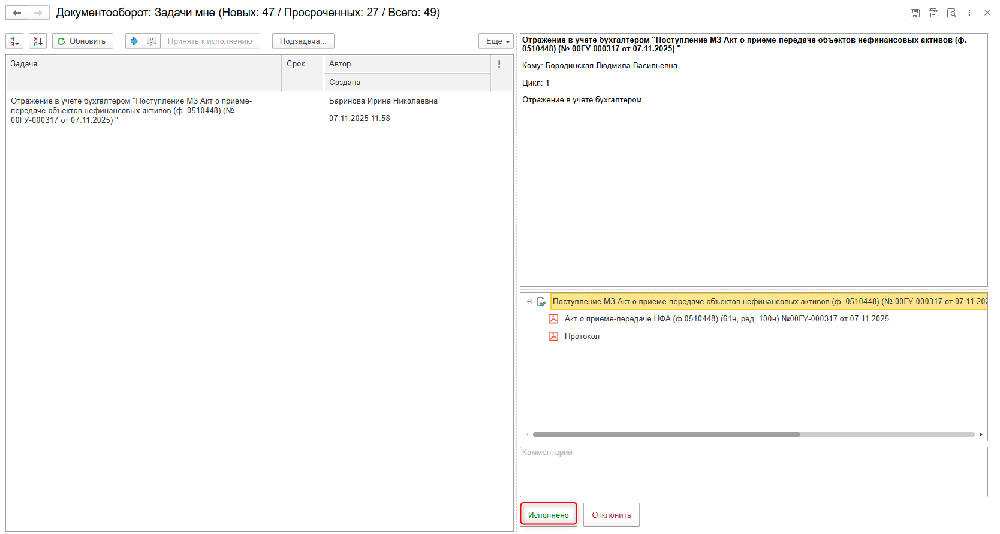 Документооборот: Задачи мне (Новых: 47 / Просроченных: 27 / Всего: 49)
Обновить
Принять к исполнению
Подзадача...
Еще
Задача
Срок
Автор
Создана
Отражение в учете бухгалтером "Поступление МЗ Акт о приеме-
передаче объектов нефинансовых активов (ф. 0510448) (№
00ГУ-000317 от 07.11.2025) "
Баринова Ирина Николаевна
07.11.2025 11:58
Отражение в учете бухгалтером "Поступление МЗ Акт о приеме-передаче объектов нефинансовых активов (ф.
0510448) (№ 00ГУ-000317 от 07.11.2025) "
Кому: Бородинская Людмила Васильевна
Цикл: 1
Отражение в учете бухгалтером
Поступление МЗ Акт о приеме-передаче объектов нефинансовых активов (ф. 0510448) (№ 00ГУ-000317 от 07.11.202
Акт о приеме-передаче НФА (ф.0510448) (61н, ред. 100н) №00ГУ-000317 от 07.11.2025
Протокол
Комментарий
Исполнено
Отклонить